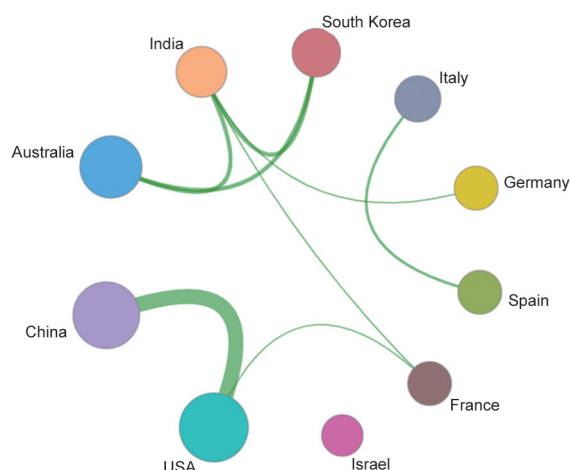 South Korea
India
Italy
Australia
Germany
Spain
China
France
USA
Israel